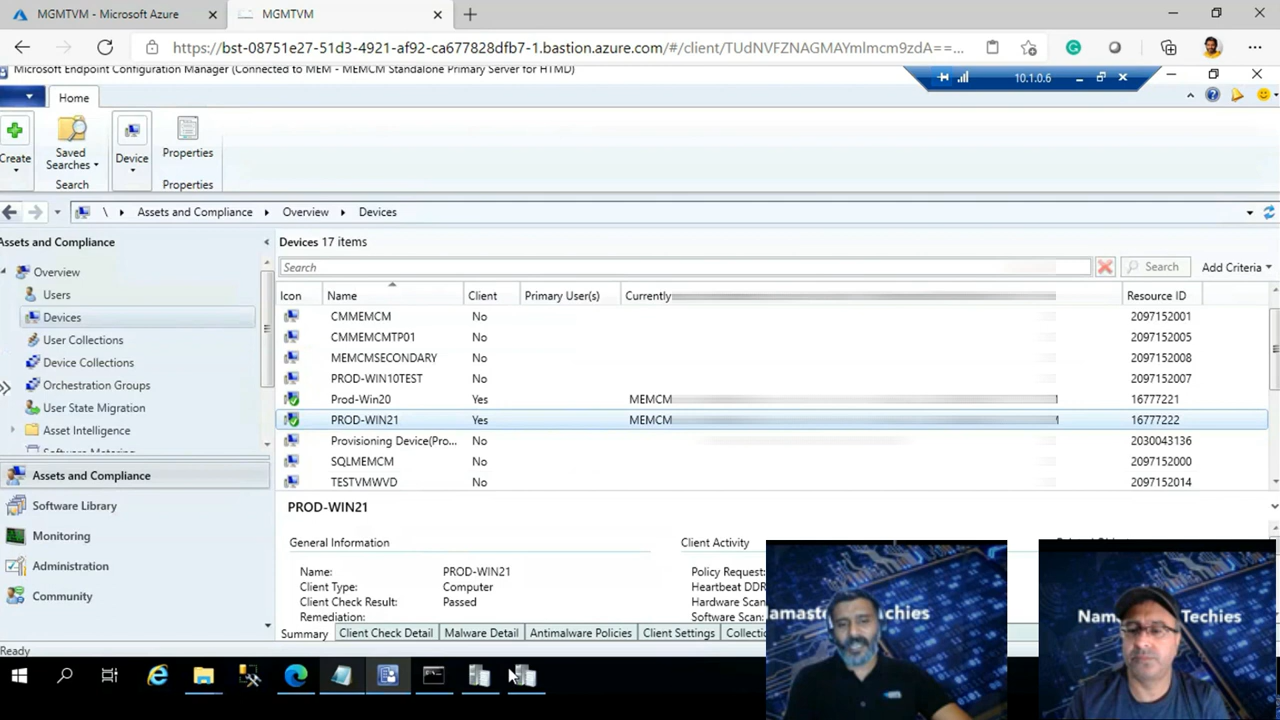 MGMTVM - Microsoft Azure
MGMTVM
https://bst-08751e27-51d3-4921-af92-ca677828dfb7-1.bastion.azure.com/#/client/TUdNVFZNAGMAYmlmcm9zdA==...
Microsoft Endpoint Configuration Manager (Connected to MEM - MEMCM Standalone Primary Server for HTMD)
10.1.0.6
Home
Create
Saved Searches
Search
Device
Properties
Properties
\ Assets and Compliance Overview Devices
Assets and Compliance
Overview
Users
Devices
User Collections
Device Collections
Orchestration Groups
User State Migration
Asset Intelligence
Software Metering
Assets and Compliance
Software Library
Monitoring
Administration
Community
Devices 17 items
Search
Search
Add Criteria
Icon Name Client Primary User(s) Currently Resource ID
CMMEMCM No 2097152001
CMMEMCMTP01 No 2097152005
MEMCMSECONDARY No 2097152008
PROD-WIN10TEST No 2097152007
Prod-Win20 Yes MEMCM 16777221
PROD-WIN21 Yes MEMCM 16777222
Provisioning Device(Pro... No 2030043136
SQLMEMCM No 2097152000
TESTVMWVD No 2097152014
PROD-WIN21
General Information
Name: PROD-WIN21
Client Type: Computer
Client Check Result: Passed
Remediation:
Client Activity
Policy Request:
Heartbeat DDR
Hardware Scan:
Software Scan:
Summary Client Check Detail Malware Detail Antimalware Policies Client Settings Collecti
Ready
amaste
echies
Nam
Techies